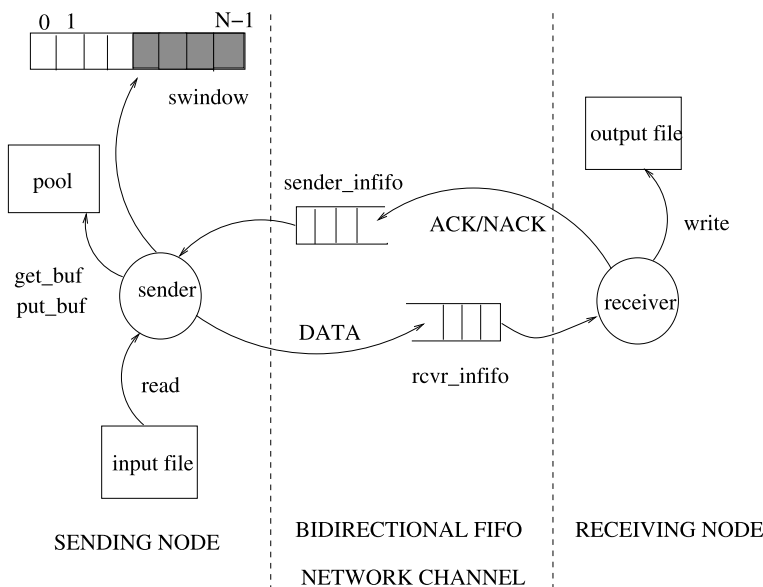 0 1 N-1
swindow
pool
sender_infifo
output file
ACK/NACK
write
get_buf
put_buf
sender
receiver
DATA
rcvr_infifo
read
input file
SENDING NODE
BIDIRECTIONAL FIFO
NETWORK CHANNEL
RECEIVING NODE